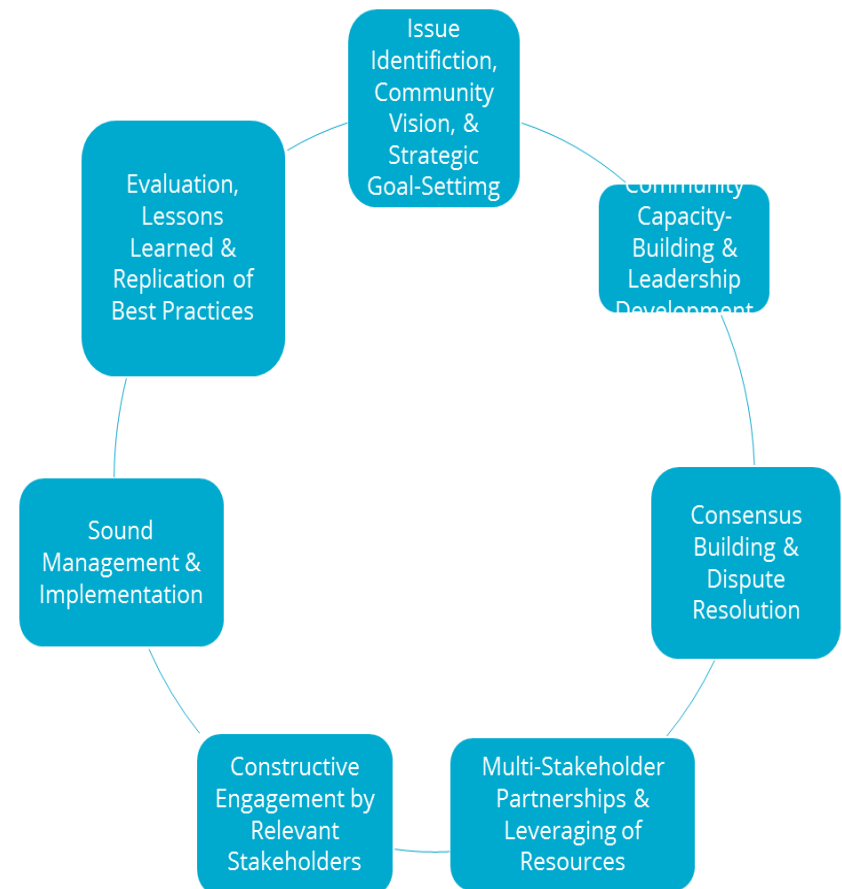 Issue
Identifiction,
Community
Vision, &
Strategic
Goal-Settimg
Community
Capacity-
Building &
Leadership
Development
Consensus
Building &
Dispute
Resolution
Multi-Stakeholder
Partnerships &
Leveraging of
Resources
Constructive
Engagement by
Relevant
Stakeholders
Sound
Management &
Implementation
Evaluation,
Lessons
Learned &
Replication of
Best Practices